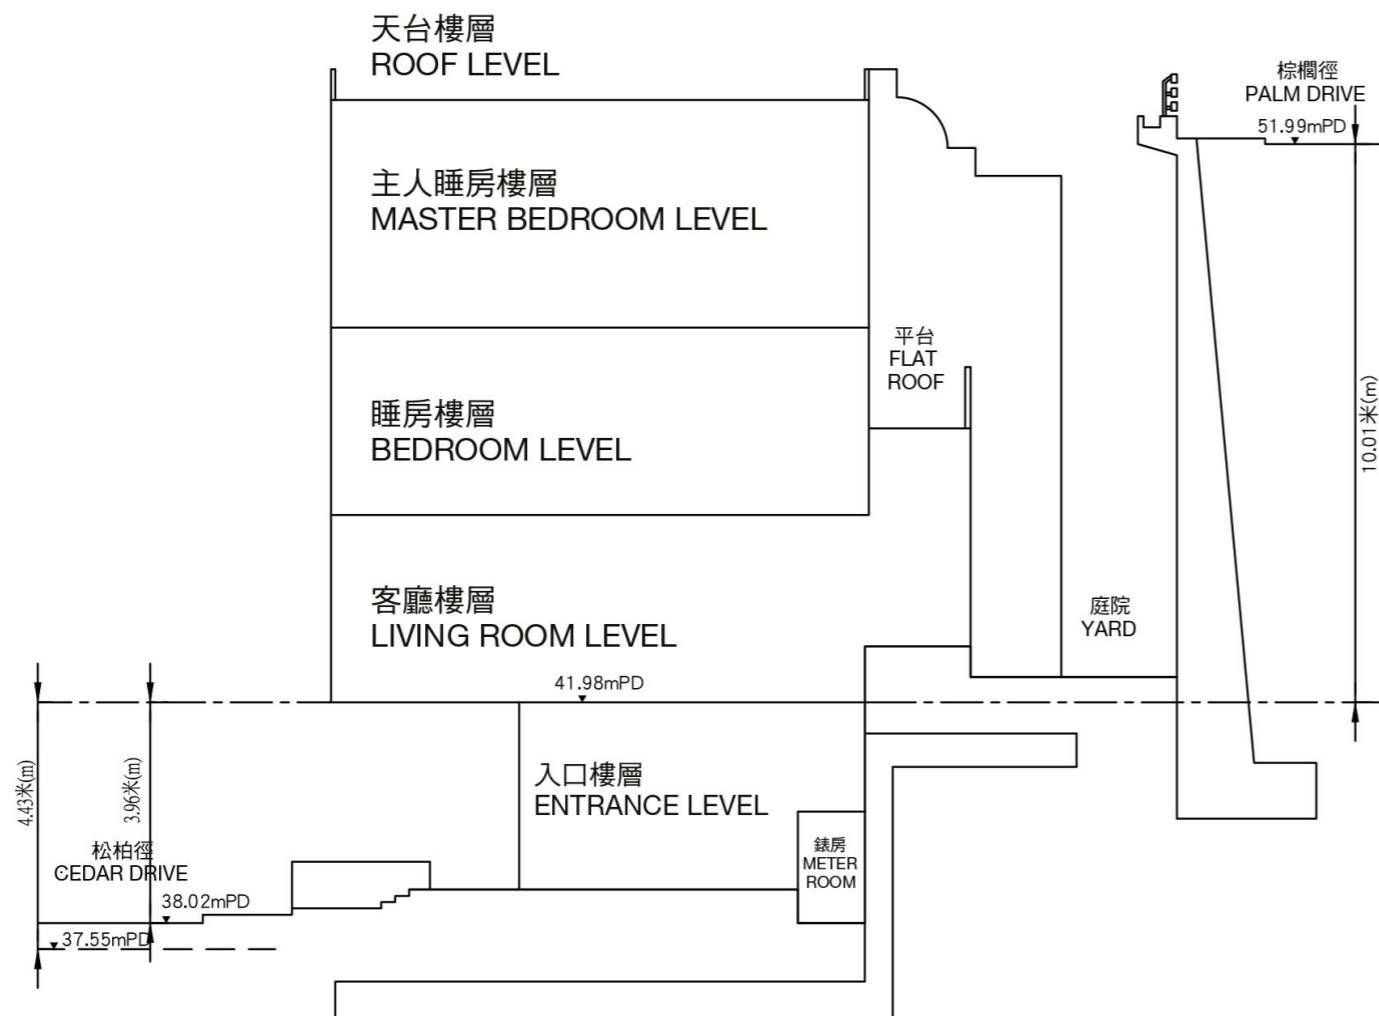 天台樓層
ROOF LEVEL
棕櫚徑
PALM DRIVE
51.99mPD
主人睡房樓層
MASTER BEDROOM LEVEL
平台
FLAT
ROOF
睡房樓層
BEDROOM LEVEL
10.01米(m)
客廳樓層
LIVING ROOM LEVEL
庭院
YARD
41.98mPD
4.43米(m)
3.96米(m)
入口樓層
ENTRANCE LEVEL
錶房
METER
ROOM
松柏徑
CEDAR DRIVE
38.02mPD
37.55mPD